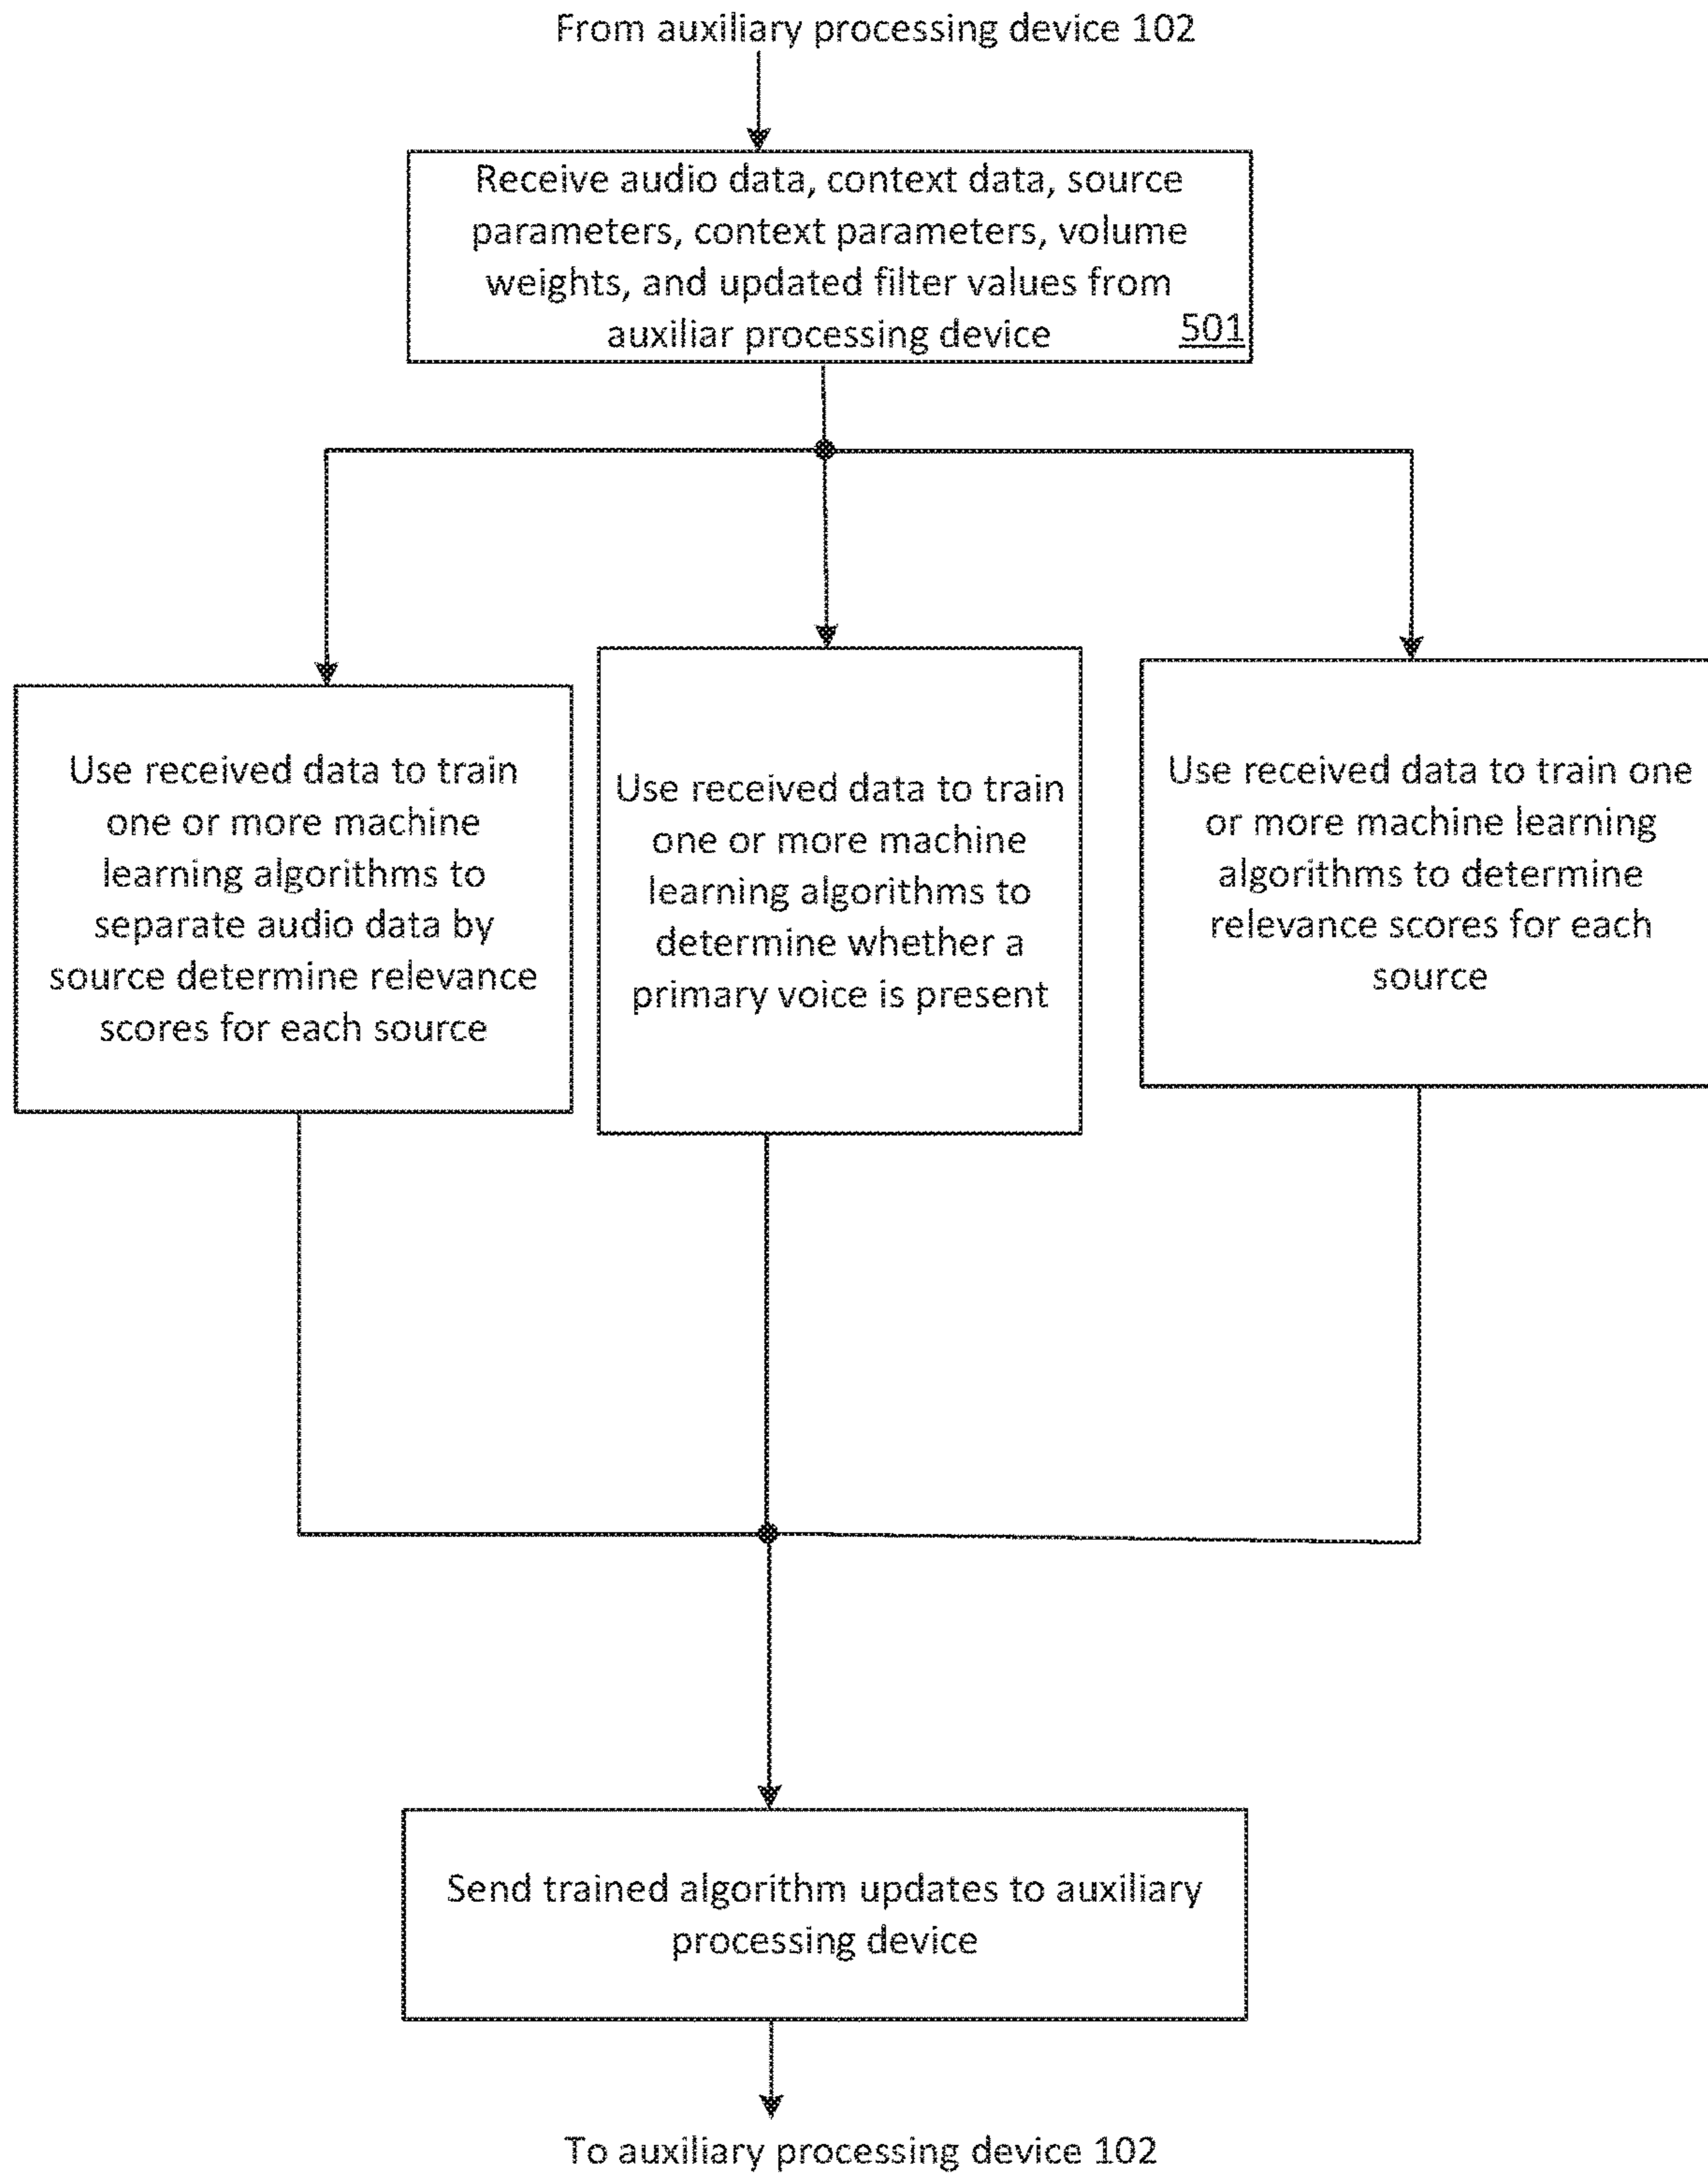 From auxiliary processing device 102
Receive audio data, context data, source
parameters, context parameters, volume
weights, and updated filter values from
auxiliar processing device
501
Use received data to train
one or more machine
learning algorithms to
separate audio data by
source determine relevance
scores for each source
Use received data to train
one or more machine
learning algorithms to
determine whether a
primary voice is present
Use received data to train one
or more machine learning
algorithms to determine
relevance scores for each
source
Send trained algorithm updates to auxiliary
processing device
To auxiliary processing device 102